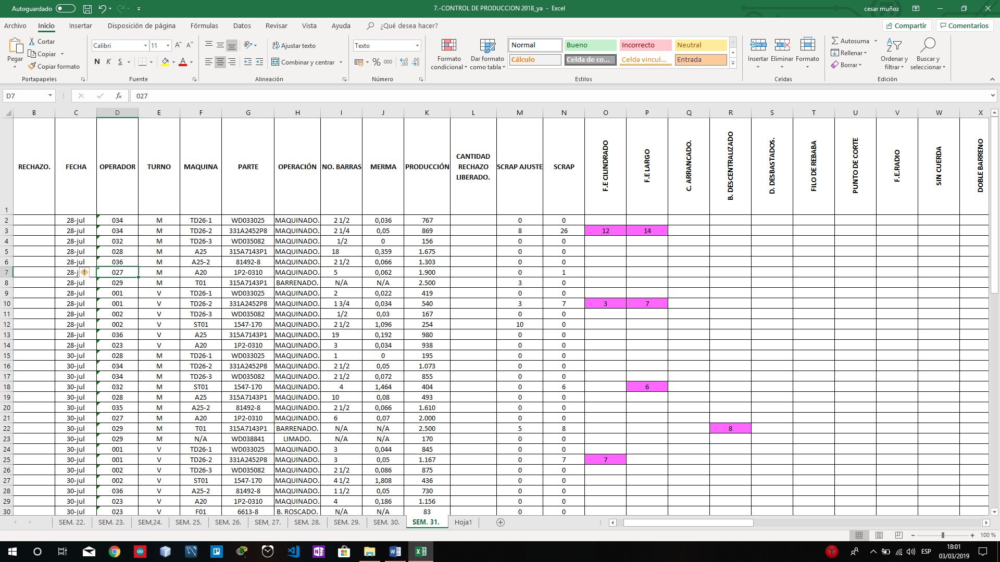 Autoguardado
7.-CONTROL DE PRODUCCION 2018_ya - Excel
cesar muñoz
Archivo Inicio Insertar Disposición de página Fórmulas Datos Revisar Vista Ayuda ¿Qué desea hacer? Compartir Comentarios
Pegar
Cortar
Copiar
Copiar formato
Portapapeles
Calibri 11
N K S
Fuente
Ajustar texto
Combinar y centrar
Alineación
Texto
% 000
Número
Formato condicional
Dar formato como tabla
Normal Bueno Incorrecto Neutral
Cálculo Celda de co... Celda vincul... Entrada
Estilos
Insertar Eliminar Formato
Celdas
Autosuma
Rellenar
Borrar
Ordenar y filtrar
Buscar y seleccionar
Edición
D7 fx 027
B C D E F G H I J K L M N O P Q R S T U V W X
1 RECHAZO. FECHA OPERADOR TURNO MAQUINA PARTE OPERACIÓN NO. BARRAS MERMA PRODUCCIÓN CANTIDAD RECHAZO LIBERADO. SCRAP AJUSTE SCRAP F.E CILINDRADO F.E LARGO C. ARRANCADO. B. DESCENTRALIZADO D. DESBASTADOS. FILO DE REBABA PUNTO DE CORTE F.E.RADIO SIN CUERDA DOBLE BARRENO
2 28-jul 034 M TD26-1 WD033025 MAQUINADO. 2 1/2 0,036 767 0 0
3 28-jul 034 M TD26-2 331A2452P8 MAQUINADO. 2 1/4 0,05 869 8 26 12 14
4 28-jul 032 M TD26-3 WD035082 MAQUINADO. 1/2 0 156 0 0
5 28-jul 028 M A25 315A7143P1 MAQUINADO. 18 0,359 1.675 0 0
6 28-jul 036 M A25-2 81492-8 MAQUINADO. 2 1/2 0,066 1.303 0 0
7 28-j 027 M A20 1P2-0310 MAQUINADO. 5 0,062 1.900 0 1
8 28-jul 029 M T01 315A7143P1 BARRENADO. N/A N/A 2.500 3 0
9 28-jul 001 V TD26-1 WD033025 MAQUINADO. 2 0,022 419 0 0
10 28-jul 001 V TD26-2 331A2452P8 MAQUINADO. 1 3/4 0,034 540 3 7 3 7
11 28-jul 002 V TD26-3 WD035082 MAQUINADO. 1/2 0,03 167 0 0
12 28-jul 002 V ST01 1547-170 MAQUINADO. 2 1/2 1,096 254 10 0
13 28-jul 036 V A25 315A7143P1 MAQUINADO. 19 0,192 980 0 0
14 28-jul 023 V A20 1P2-0310 MAQUINADO. 3 0,034 938 0 0
15 30-jul 028 M TD26-1 WD033025 MAQUINADO. 1 0 195 0 0
16 30-jul 034 M TD26-2 331A2452P8 MAQUINADO. 2 1/2 0,05 1.073 0 0
17 30-jul 034 M TD26-3 WD035082 MAQUINADO. 2 1/2 0,072 855 0 0
18 30-jul 032 M ST01 1547-170 MAQUINADO. 4 1,464 404 0 6 6
19 30-jul 028 M A25 315A7143P1 MAQUINADO. 10 0,08 493 0 0
20 30-jul 035 M A25-2 81492-8 MAQUINADO. 2 1/2 0,066 1.610 0 0
21 30-jul 027 M A20 1P2-0310 MAQUINADO. 6 0,07 2.000 0 0
22 30-jul 029 M T01 315A7143P1 BARRENADO. N/A N/A 2.500 5 8 8
23 30-jul 029 M N/A WD038841 LIMADO. N/A N/A 170 0 0
24 30-jul 001 V TD26-1 WD033025 MAQUINADO. 3 0,044 845 0 0
25 30-jul 001 V TD26-2 331A2452P8 MAQUINADO. 3 0,05 1.167 0 7 7
26 30-jul 002 V TD26-3 WD035082 MAQUINADO. 2 1/2 0,086 875 0 0
27 30-jul 002 V ST01 1547-170 MAQUINADO. 4 1/2 1,808 436 0 0
28 30-jul 036 V A25-2 81492-8 MAQUINADO. 1 1/2 0,05 730 0 0
29 30-jul 023 V A20 1P2-0310 MAQUINADO. 4 0,186 1.156 0 0
30 30-jul 023 V F01 6613-8 B. ROSCADO. N/A N/A 83 0 0
SEM. 22. SEM. 23. SEM,24. SEM. 25. SEM. 26. SEM, 27. SEM. 28. SEM. 29. SEM. 30. SEM. 31. Hoja1
100 %
ESP
18:01
03/03/2019